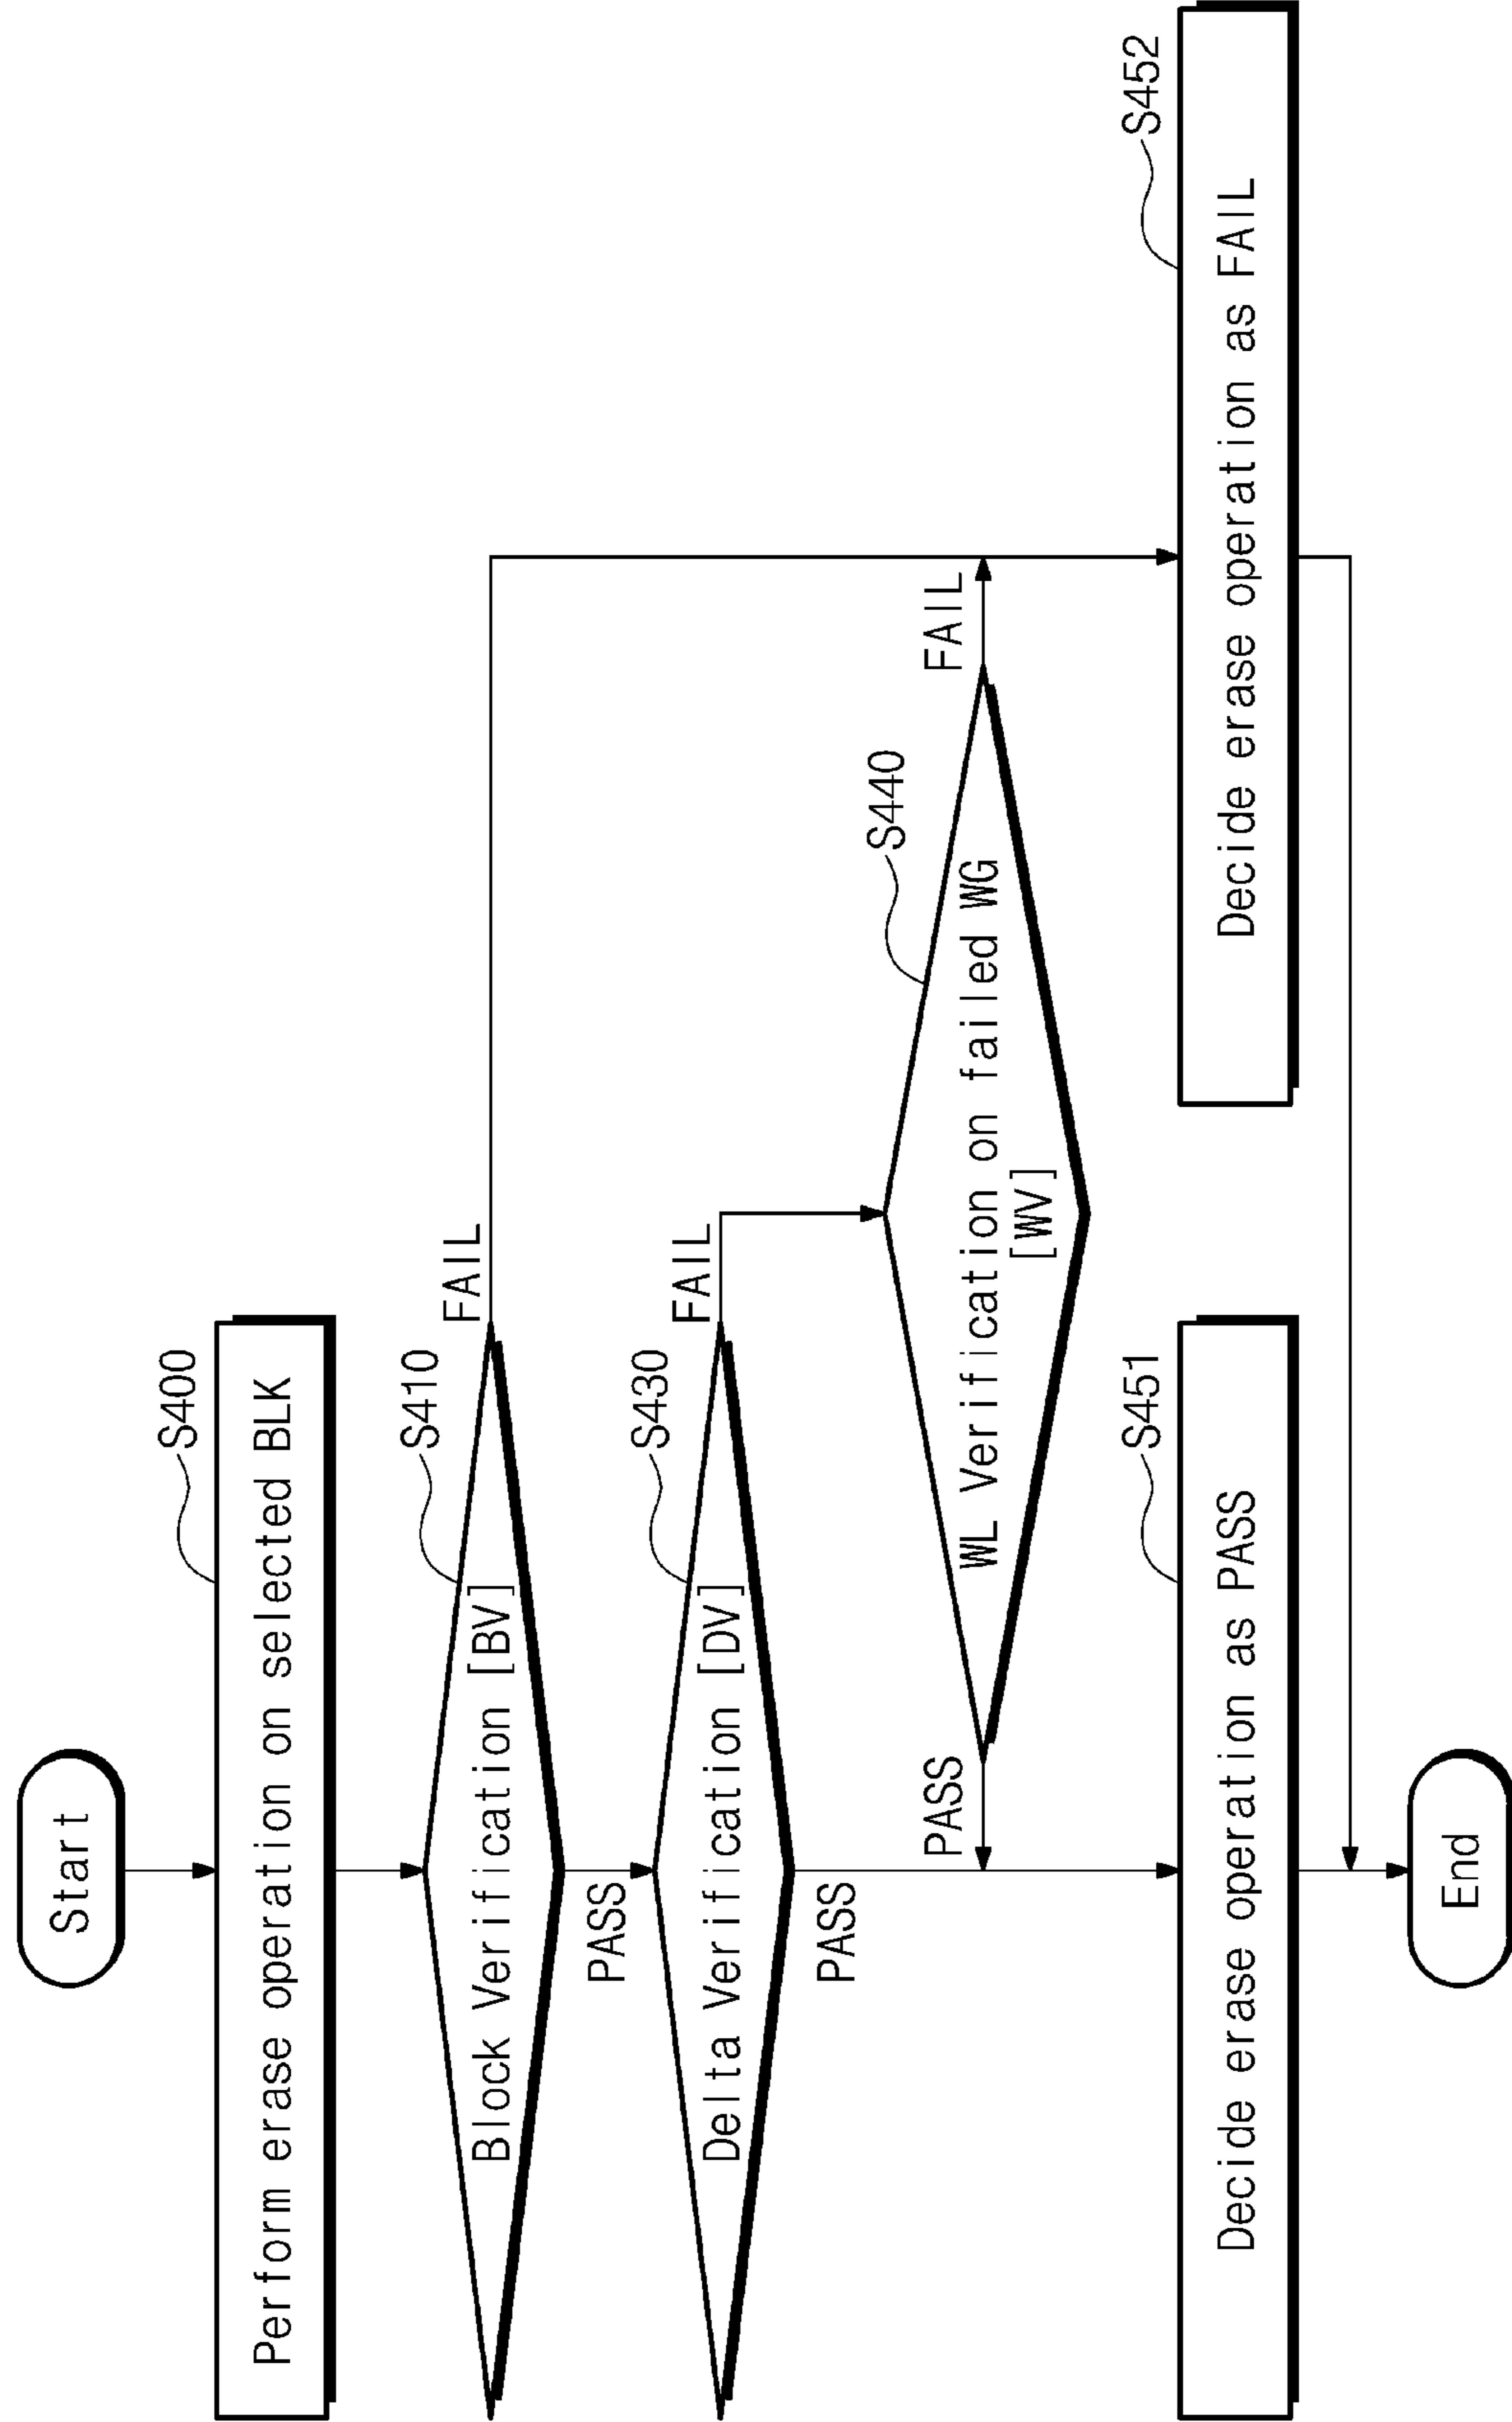 Start
S400
Perform erase operation on selected BLK
S410
Block Verification [BV]
FAIL
PASS
S430
Delta Verification [DV]
FAIL
PASS
S440
WL Verification on failed WG
[WV]
PASS
FAIL
S451
Decide erase operation as PASS
S452
Decide erase operation as FAIL
End